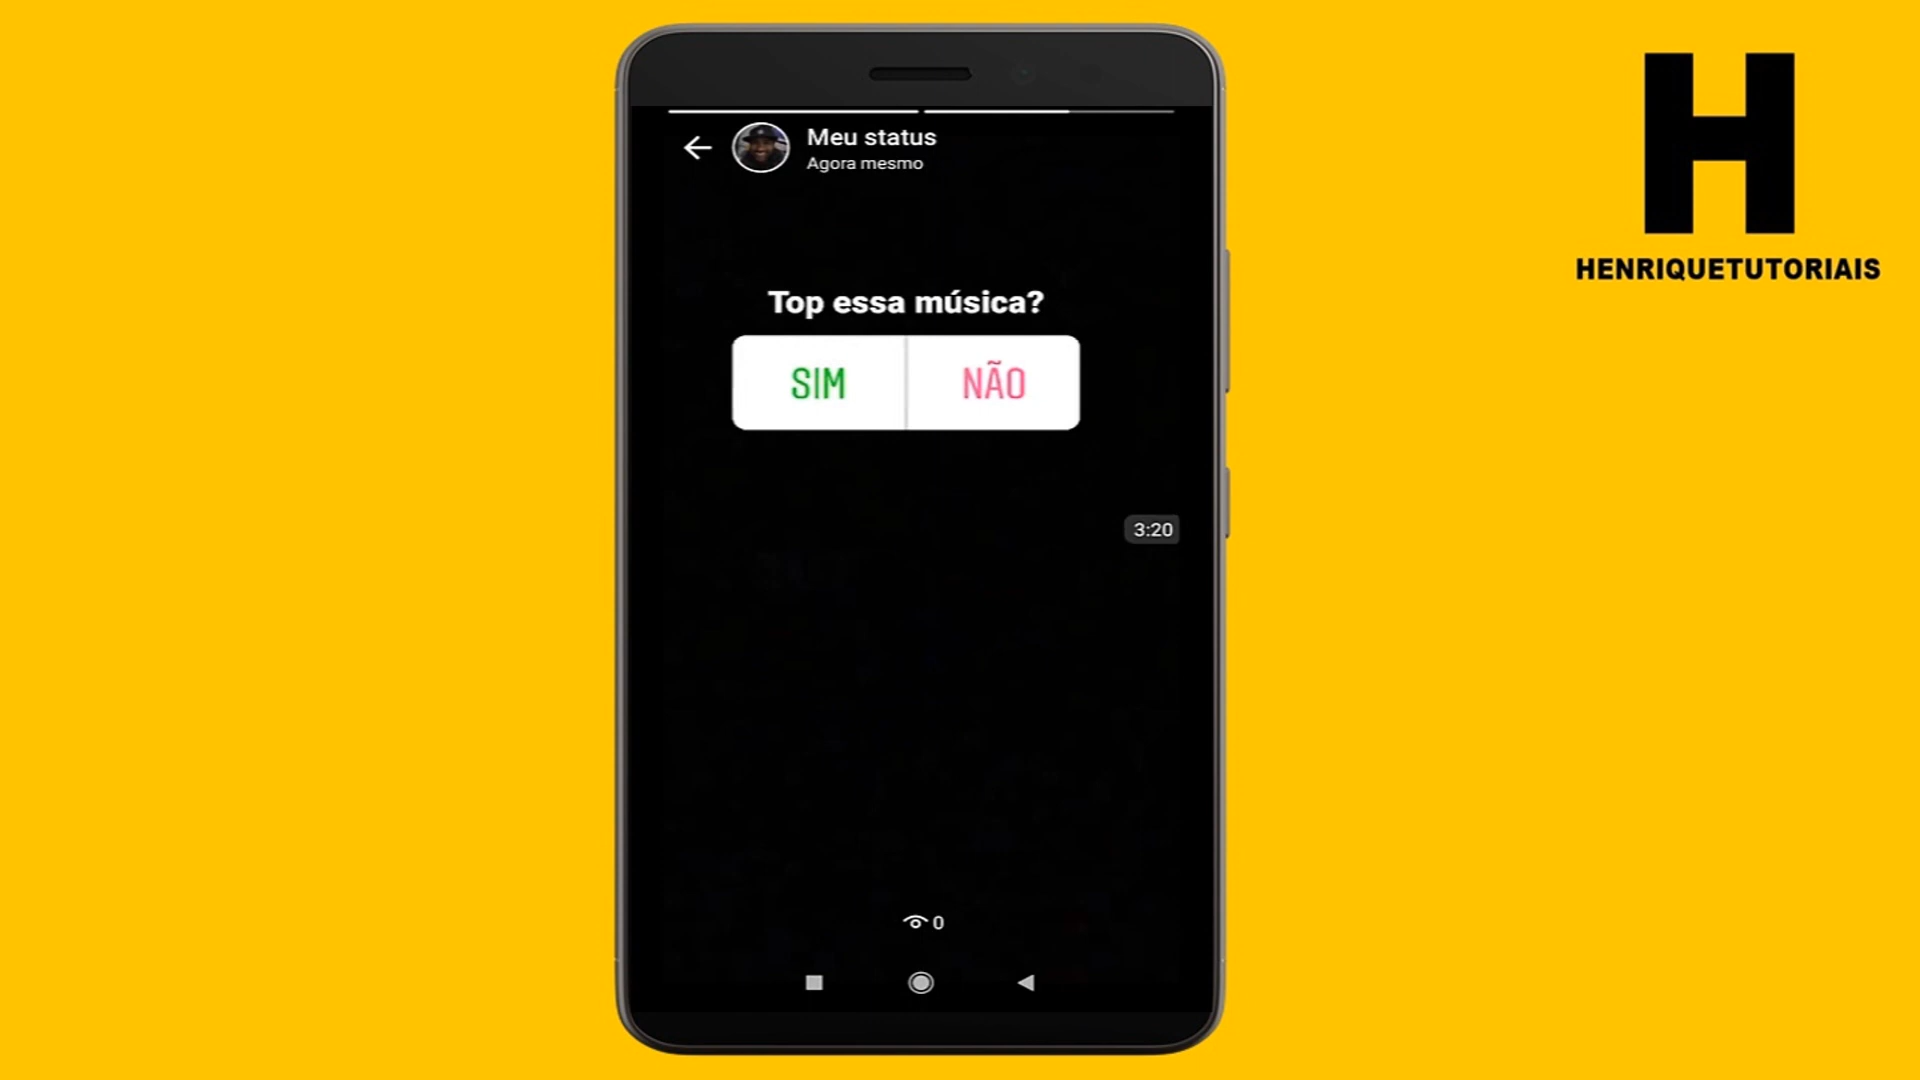 Meu status
Agora mesmo
Top essa música?
SIM
NÃO
3:20
0
H
HENRIQUETUTORIAIS